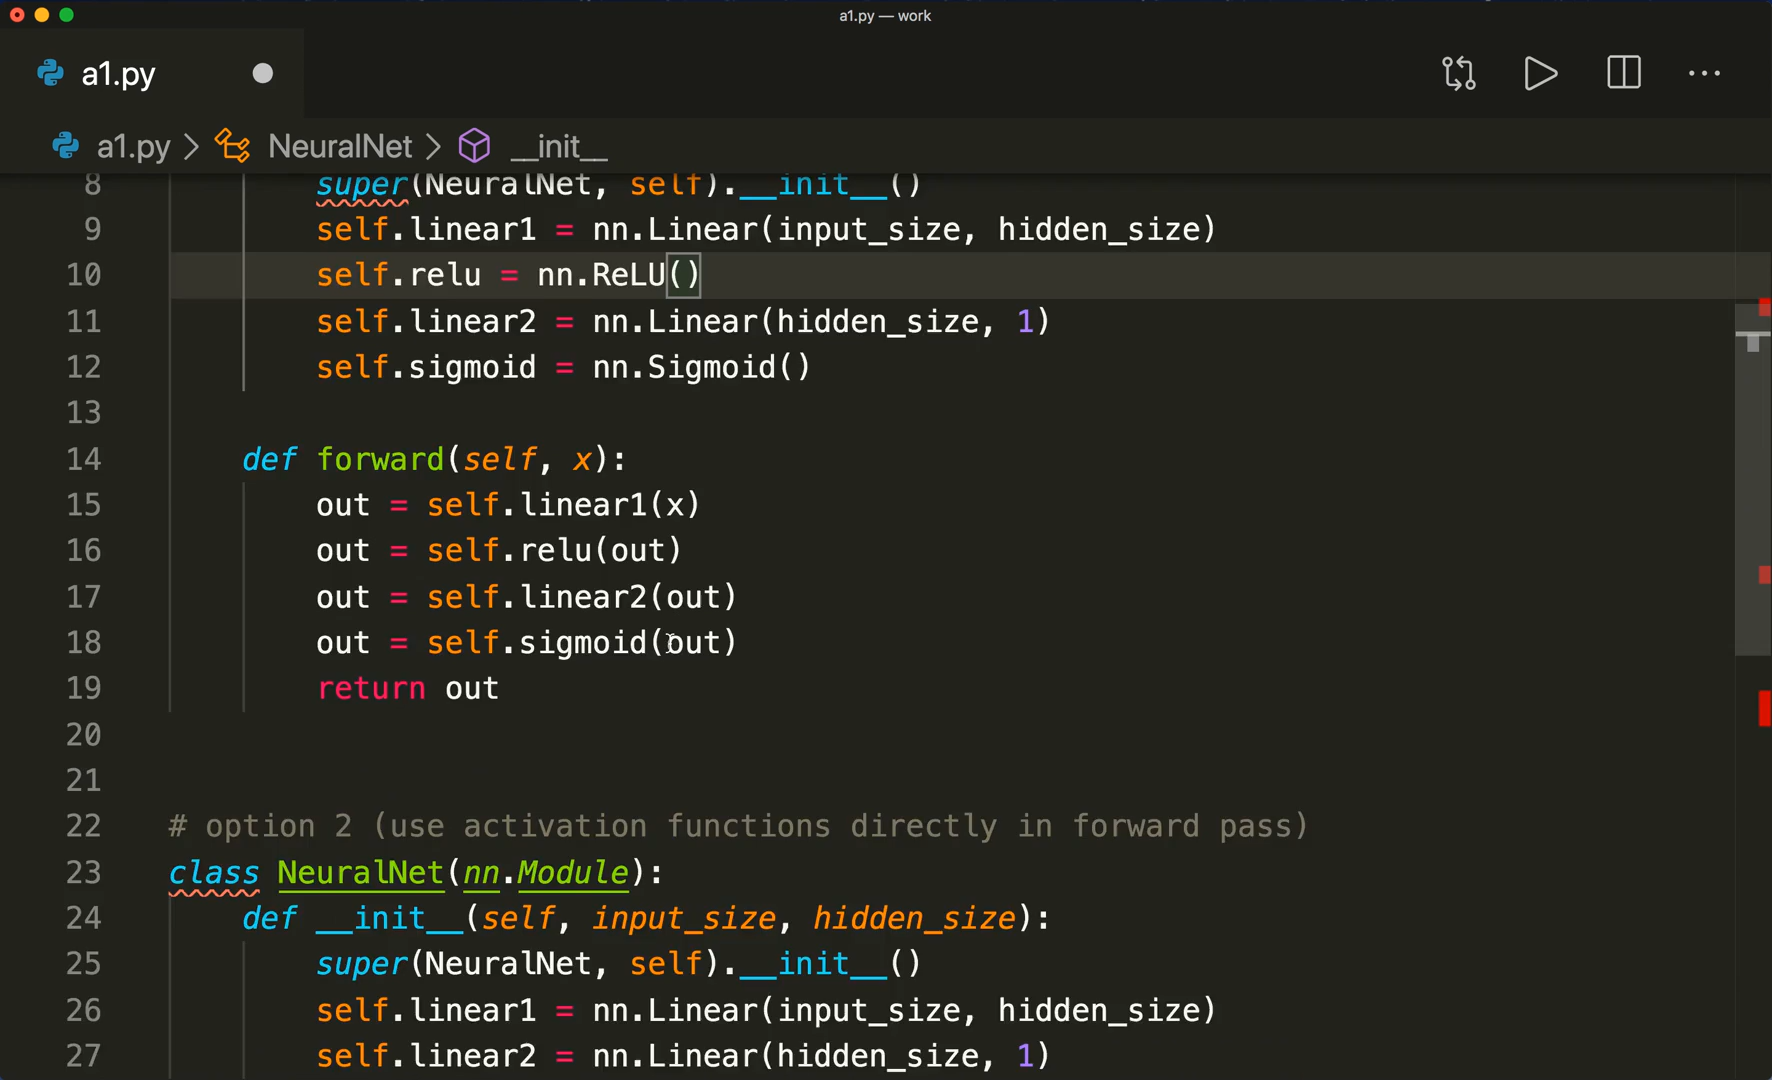 a1.py — work
a1.py
a1.py > NeuralNet > __init__
8 super(NeuralNet, self).__init__()
9 self.linear1 = nn.Linear(input_size, hidden_size)
10 self.relu = nn.ReLU()
11 self.linear2 = nn.Linear(hidden_size, 1)
12 self.sigmoid = nn.Sigmoid()
13
14 def forward(self, x):
15 out = self.linear1(x)
16 out = self.relu(out)
17 out = self.linear2(out)
18 out = self.sigmoid(out)
19 return out
20
21
22 # option 2 (use activation functions directly in forward pass)
23 class NeuralNet(nn.Module):
24 def __init__(self, input_size, hidden_size):
25 super(NeuralNet, self).__init__()
26 self.linear1 = nn.Linear(input_size, hidden_size)
27 self.linear2 = nn.Linear(hidden_size, 1)